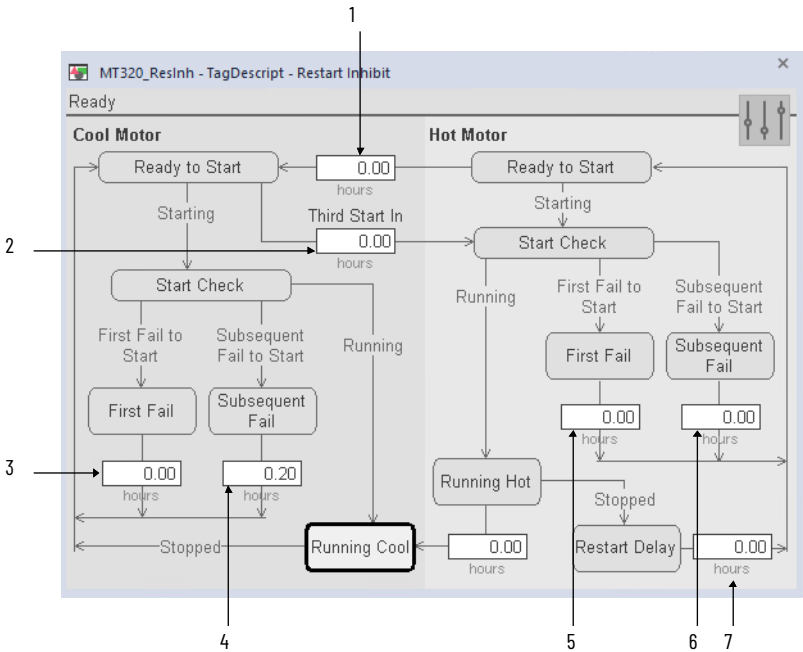 1
MT320_ResInh - TagDescript - Restart Inhibit
×
Ready
Cool Motor
Hot Motor
Ready to Start
0.00
hours
Ready to Start
Starting
Starting
Third Start In
2
0.00
hours
Start Check
Start Check
Running
First Fail to
Start
Subsequent
Fail to Start
First Fail to
Start
Subsequent
Fail to Start
Running
First Fail
Subsequent
Fail
First Fail
Subsequent
Fail
0.00
hours
0.00
hours
3
0.00
hours
0.20
hours
Running Hot
Stopped
Stopped
Running Cool
0.00
hours
Restart Delay
0.00
hours
4
5
6
7